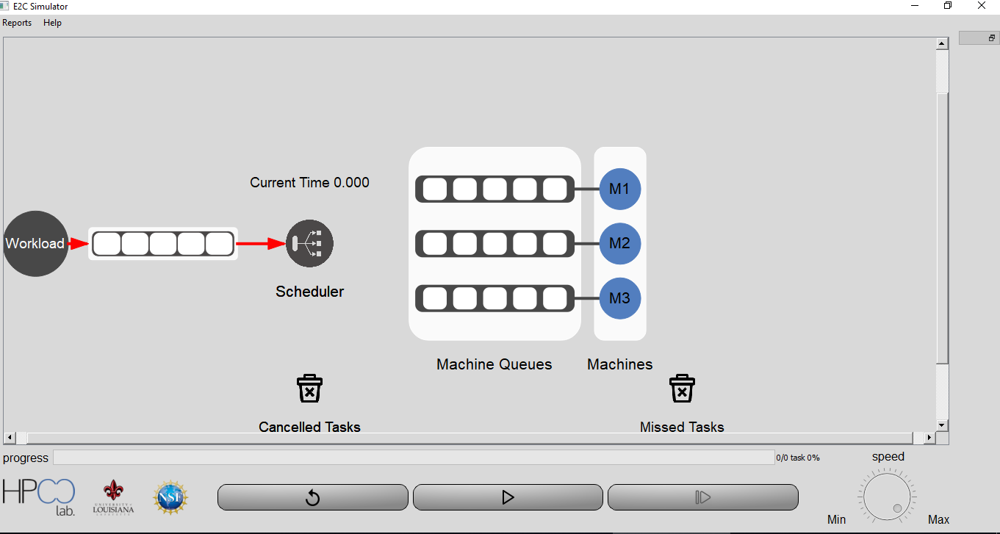 E2C Simulator
Reports Help
Current Time 0.000
M1
Workload
M2
Scheduler
M3
Machine Queues
Machines
Cancelled Tasks
Missed Tasks
progress
0/0 task 0%
speed
HPCC
lab.
UNIVERSITY of
LOUISIANA
LAFAYETTE
NSF
Min
Max